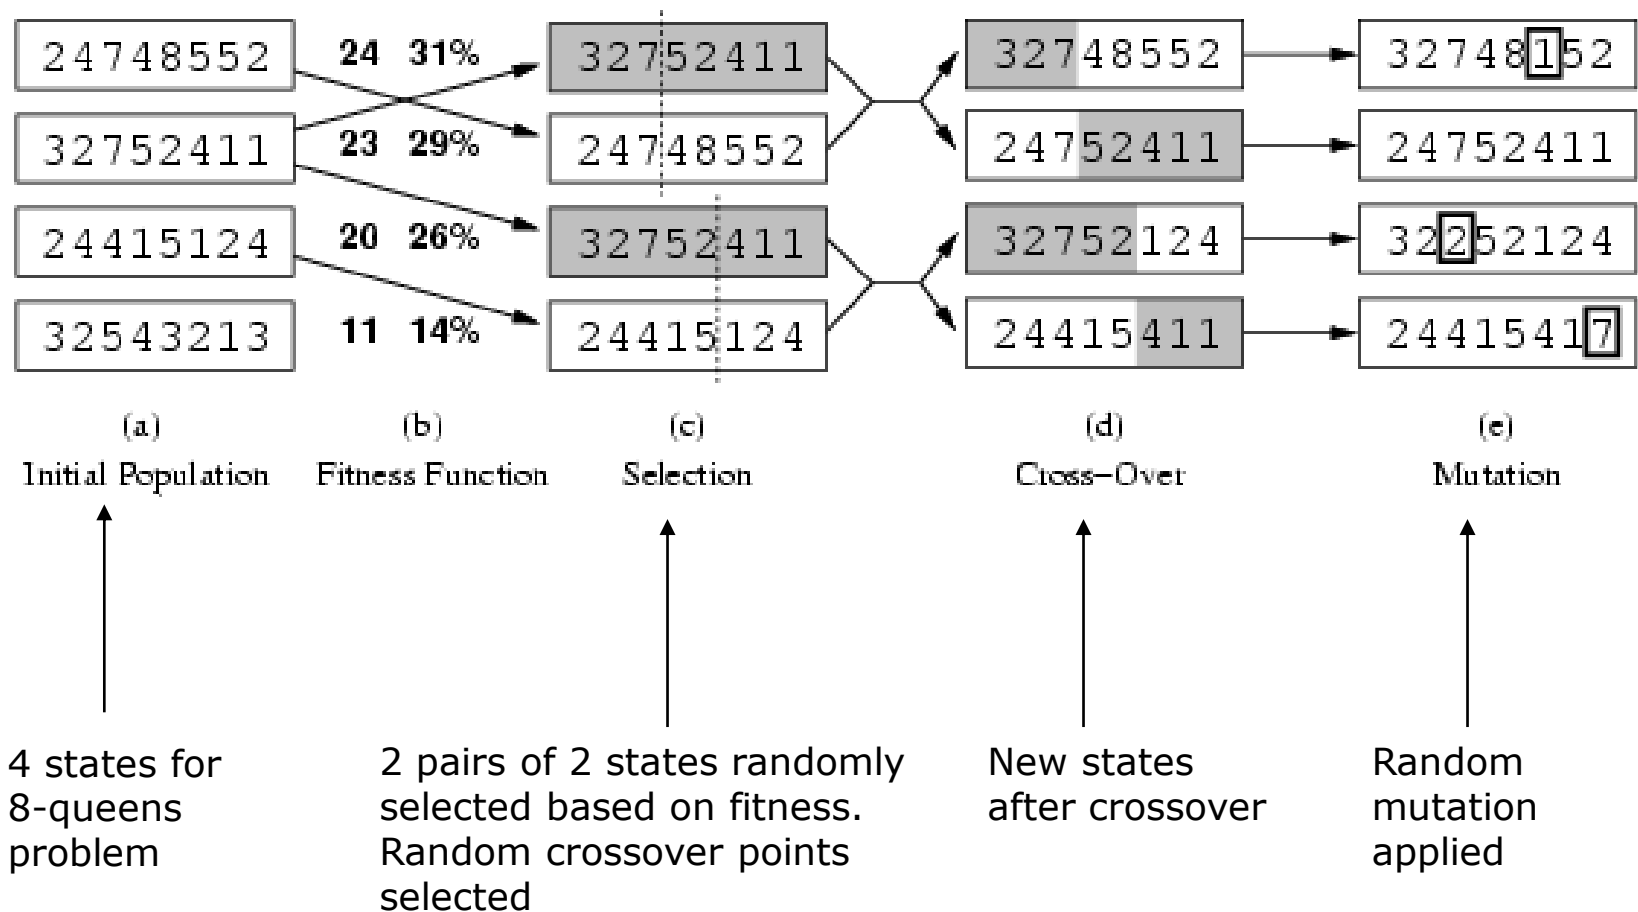 24748552 24 31% 32752411 32748552 32748152
32752411 23 29% 24748552 24752411 24752411
24415124 20 26% 32752411 32752124 32252124
32543213 11 14% 24415124 24415411 24415417
(a) (b) (c) (d) (e)
Initial Population Fitness Function Selection Cross−Over Mutation
4 states for
8-queens
problem
2 pairs of 2 states randomly
selected based on fitness.
Random crossover points
selected
New states
after crossover
Random
mutation
applied